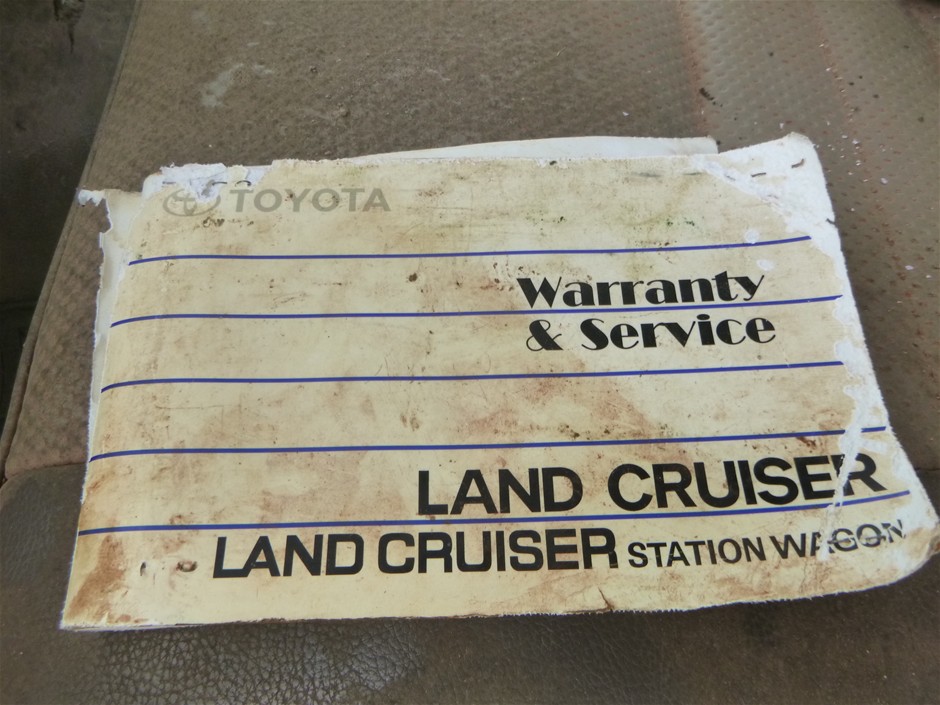 TOYOTA
Warranty
& Service
LAND CRUISER
LAND CRUISER STATION WAGON